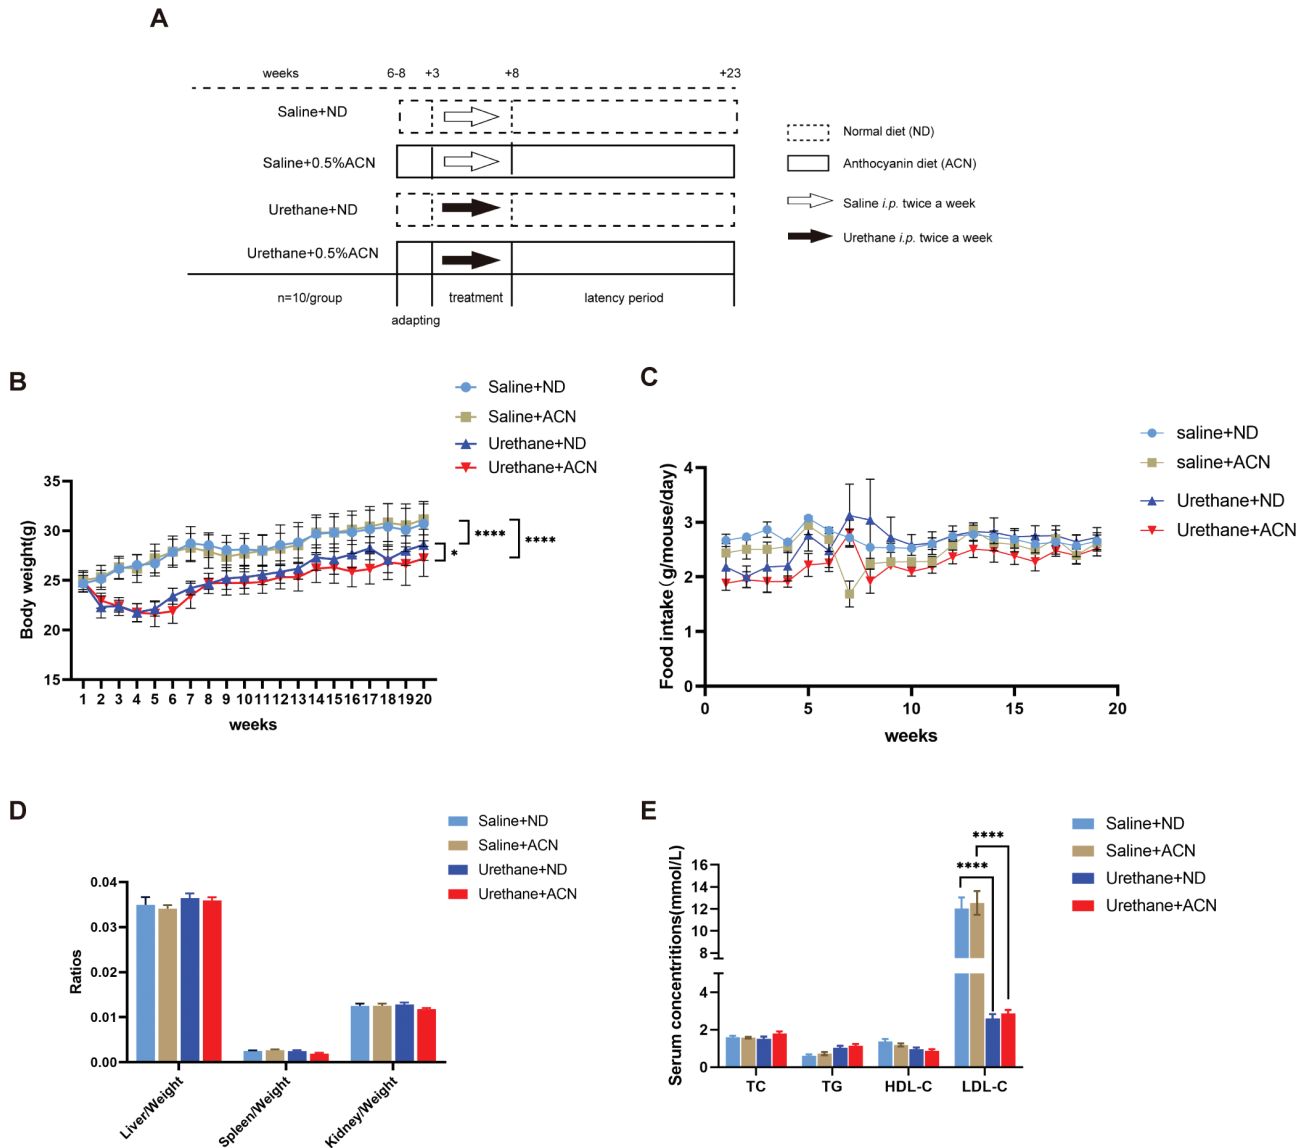 A
weeks 6-8 +3 +8 +23
Saline+ND
Saline+0.5%ACN
Urethane+ND
Urethane+0.5%ACN
n=10/group treatment latency period
adapting
Normal diet (ND)
Anthocyanin diet (ACN)
Saline i.p. twice a week
Urethane i.p. twice a week
B
Saline+ND
Saline+ACN
Urethane+ND
Urethane+ACN
35
30
25
20
15
Body weight(g)
****
*
****
1 2 3 4 5 6 7 8 9 10 11 12 13 14 15 16 17 18 19 20
weeks
C
saline+ND
saline+ACN
Urethane+ND
Urethane+ACN
4
3
2
1
0
Food intake (g/mouse/day)
0 5 10 15 20
weeks
D
Saline+ND
Saline+ACN
Urethane+ND
Urethane+ACN
0.04
0.03
0.02
0.01
0.00
Ratios
Liver/Weight
Spleen/Weight
Kidney/Weight
E
Saline+ND
Saline+ACN
Urethane+ND
Urethane+ACN
****
****
16
14
12
10
8
4
2
0
Serum concentritions(mmol/L)
TC TG HDL-C LDL-C